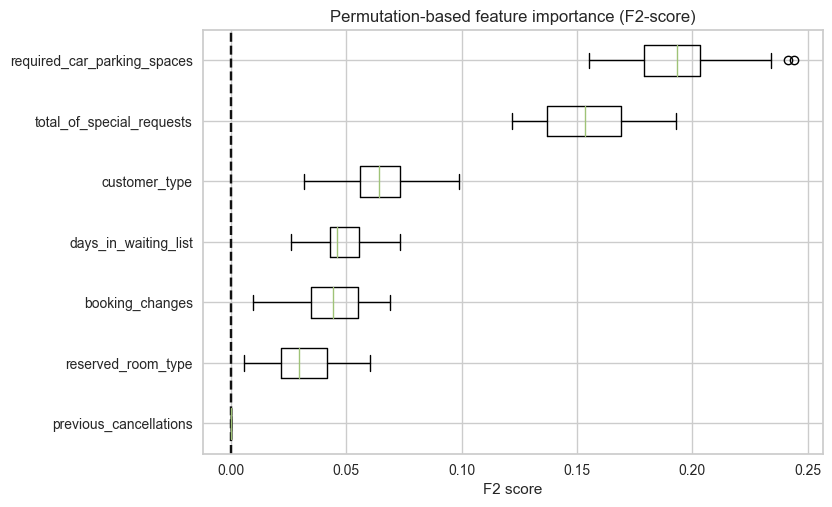 Permutation-based feature importance (F2-score)
required_car_parking_spaces
total_of_special_requests
customer_type
days_in_waiting_list
booking_changes
reserved_room_type
previous_cancellations
0.00 0.05 0.10 0.15 0.20 0.25
F2 score